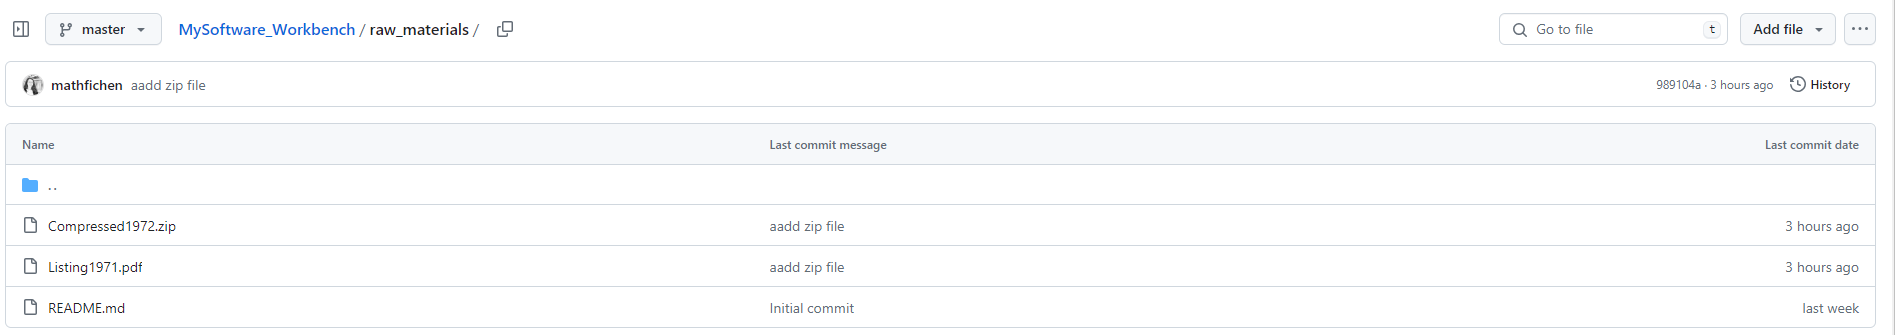 master MySoftware_Workbench / raw_materials / Go to file t Add file
mathfichen aadd zip file 989104a · 3 hours ago History
Name Last commit message Last commit date
..
Compressed1972.zip aadd zip file 3 hours ago
Listing1971.pdf aadd zip file 3 hours ago
README.md Initial commit last week